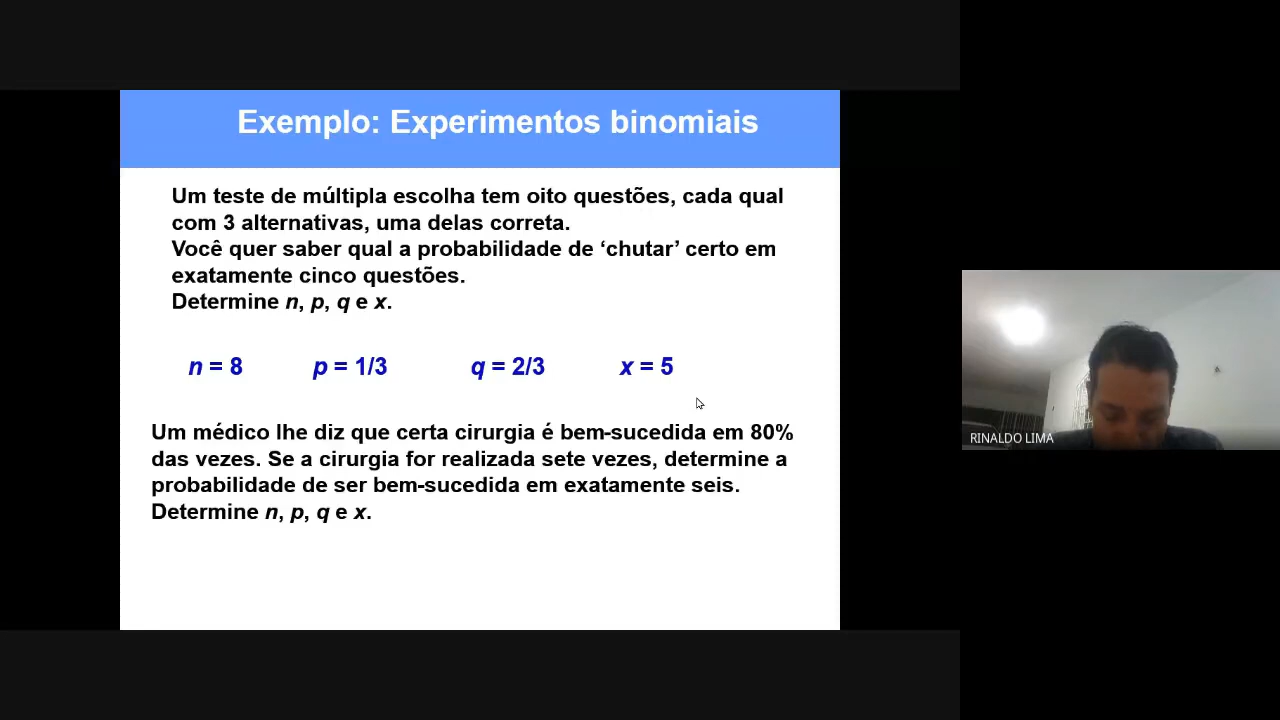 Exemplo: Experimentos binomiais
Um teste de múltipla escolha tem oito questões, cada qual
com 3 alternativas, uma delas correta.
Você quer saber qual a probabilidade de ‘chutar’ certo em
exatamente cinco questões.
Determine n, p, q e x.
n = 8 p = 1/3 q = 2/3 x = 5
Um médico lhe diz que certa cirurgia é bem-sucedida em 80%
das vezes. Se a cirurgia for realizada sete vezes, determine a
probabilidade de ser bem-sucedida em exatamente seis.
Determine n, p, q e x.
RINALDO LIMA